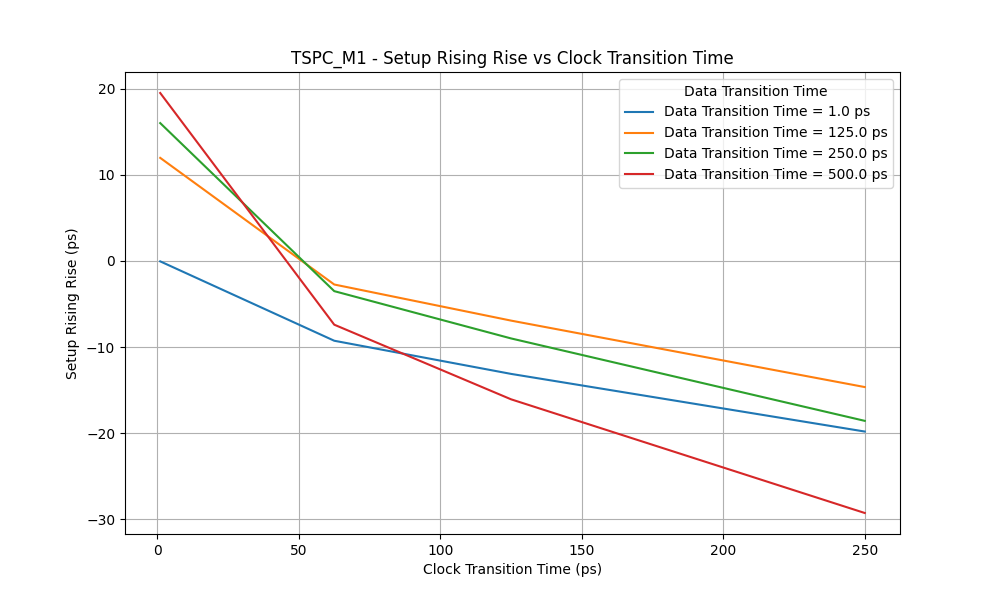 TSPC_M1 - Setup Rising Rise vs Clock Transition Time
Data Transition Time
Data Transition Time = 1.0 ps
Data Transition Time = 125.0 ps
Data Transition Time = 250.0 ps
Data Transition Time = 500.0 ps
Setup Rising Rise (ps)
20
10
0
−10
−20
−30
0 50 100 150 200 250
Clock Transition Time (ps)